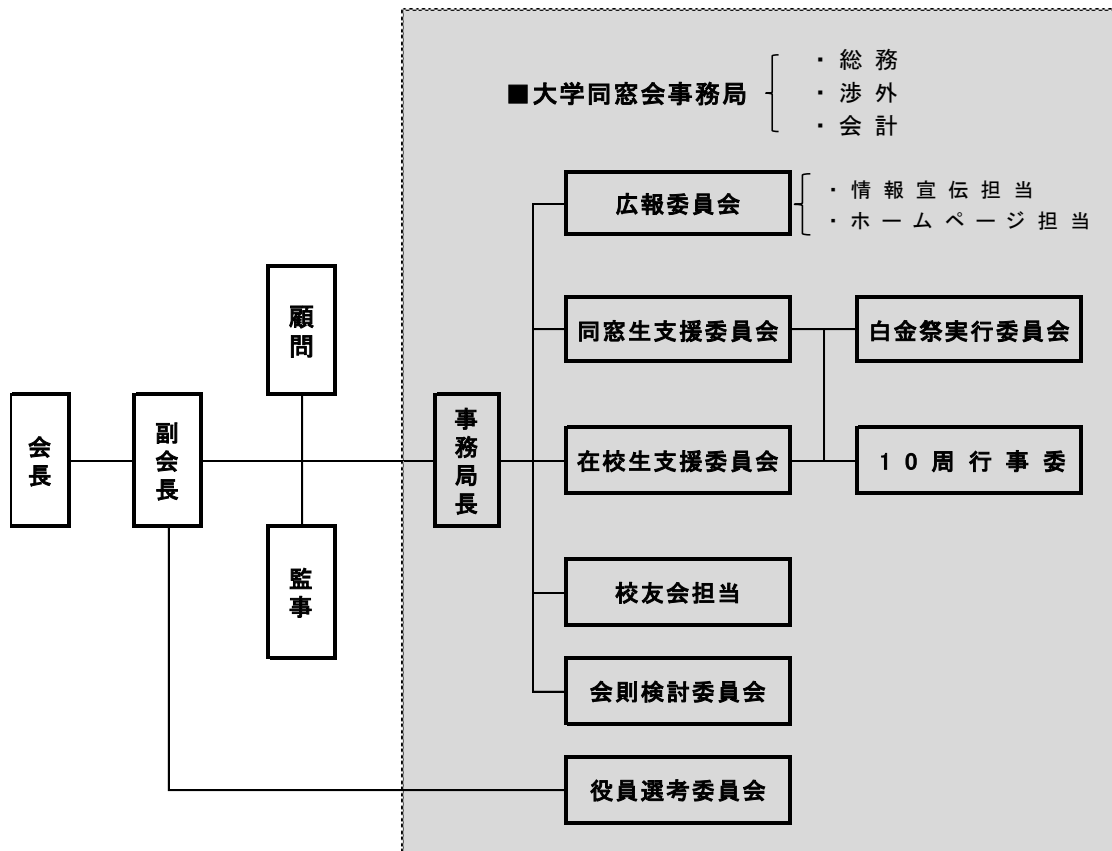 ■大学同窓会事務局
・総務
・渉外
・会計
広報委員会
・情報宣伝担当
・ホームページ担当
顧問
同窓生支援委員会
白金祭実行委員会
会長
副会長
事務局長
在校生支援委員会
10周行事委
監事
校友会担当
会則検討委員会
役員選考委員会